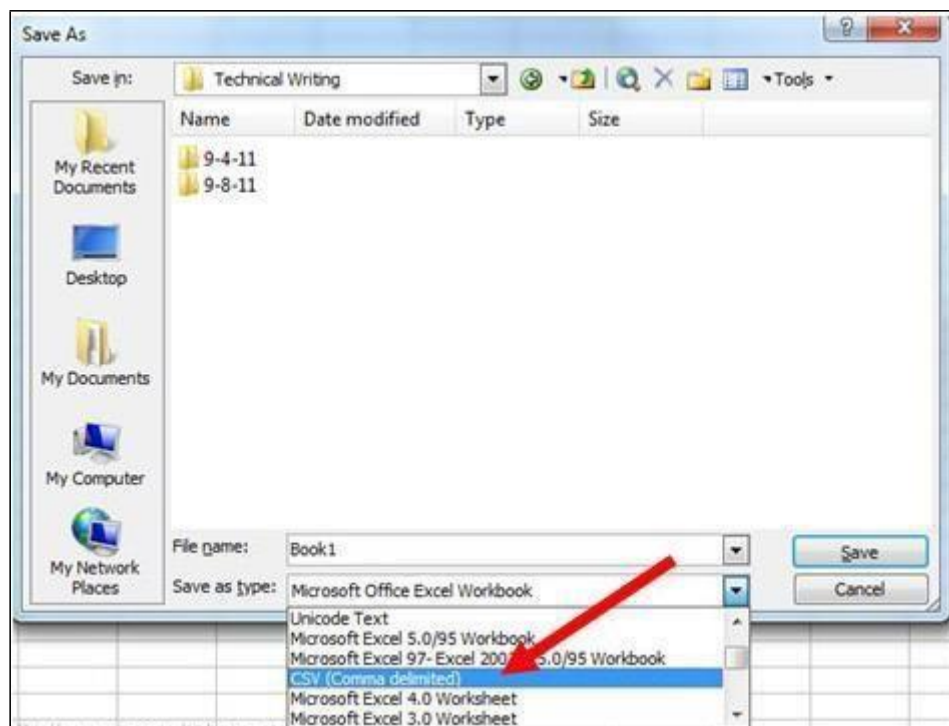 Save As
Save in:
Technical Writing
Tools
Name Date modified Type Size
9-4-11
9-8-11
My Recent
Documents
Desktop
My Documents
My Computer
My Network
Places
File name: Book1 Save
Save as type: Microsoft Office Excel Workbook Cancel
Unicode Text
Microsoft Excel 5.0/95 Workbook
Microsoft Excel 97- Excel 200 5.0/95 Workbook
CSV (Comma delimited)
Microsoft Excel 4.0 Worksheet
Microsoft Excel 3.0 Worksheet